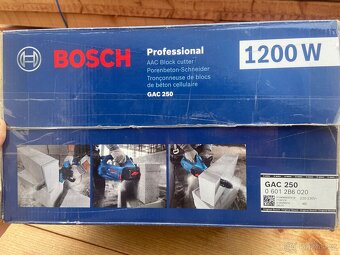 BOSCH
Professional
AAC Block cutter
Porenbeton-Schneider
Tronçonneuse de blocs
de béton cellulaire
GAC 250
1200 W
GAC 250
0 601 2B6 020